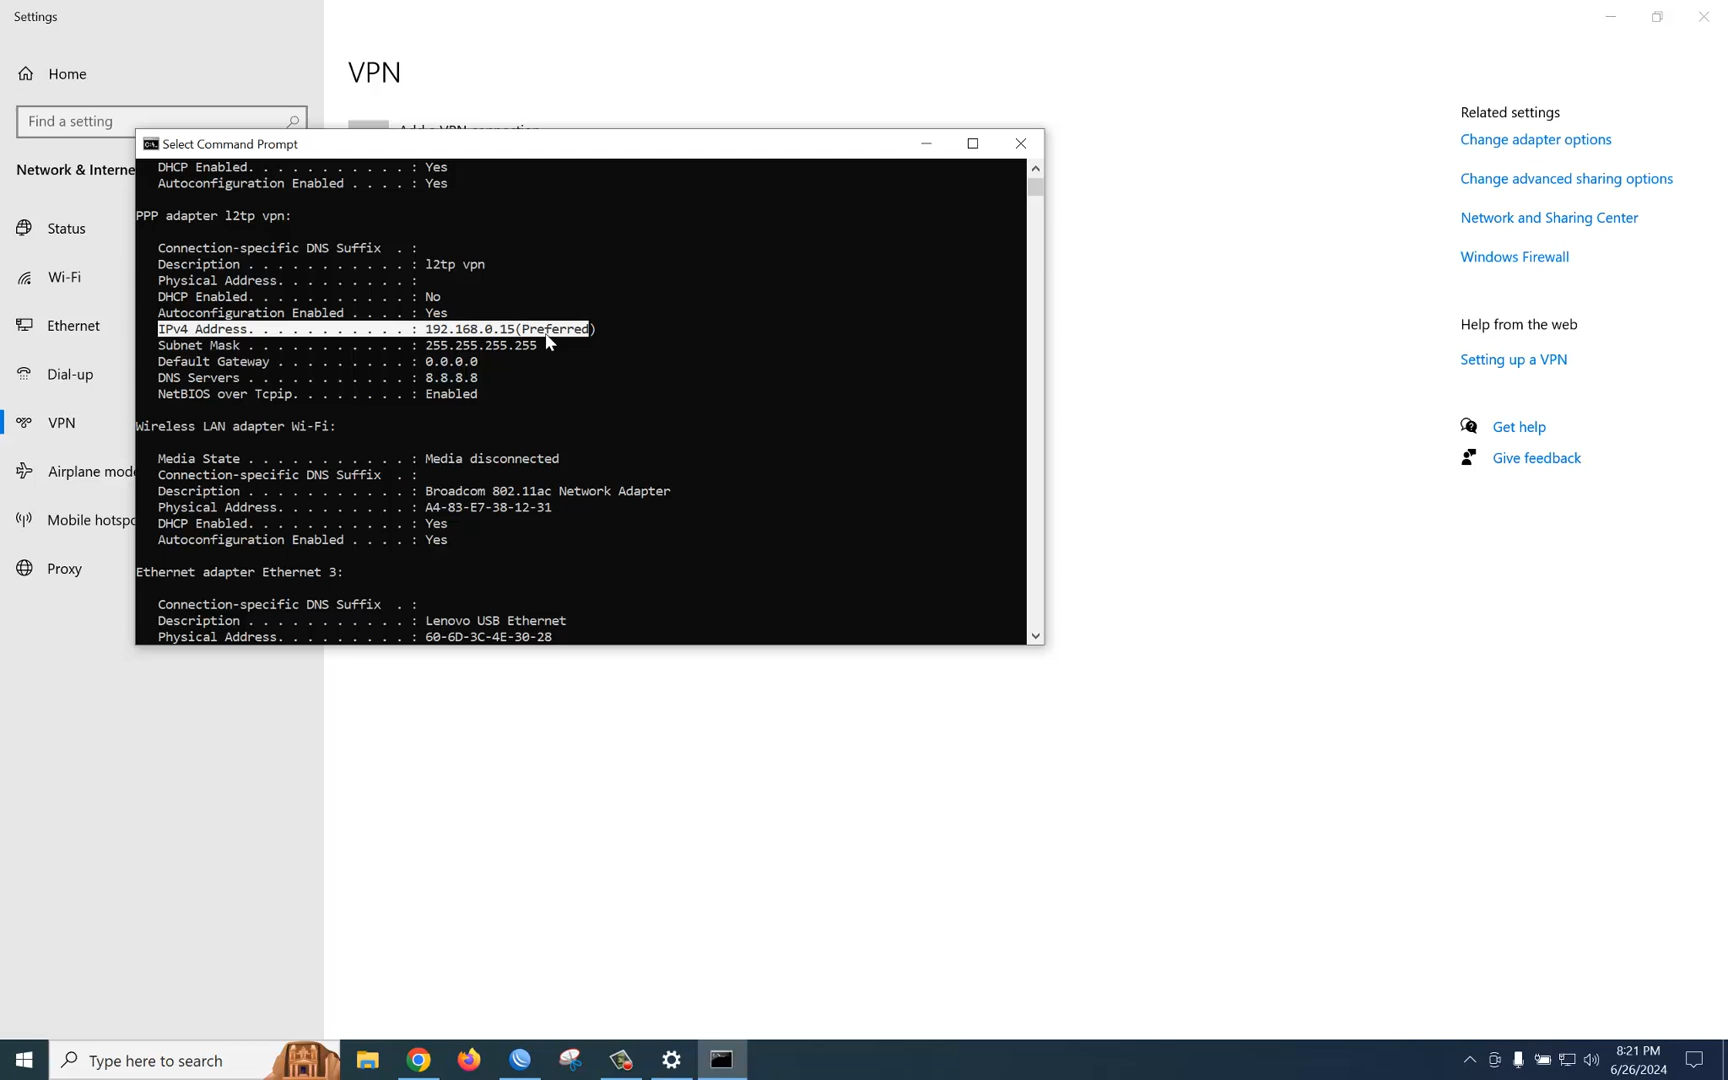 Settings
Home
Find a setting
Network & Interne
Status
Wi-Fi
Ethernet
Dial-up
VPN
Airplane mode
Mobile hotspo
Proxy
VPN
Select Command Prompt
DHCP Enabled. . . . . . . . . . . : Yes
Autoconfiguration Enabled . . . . : Yes
PPP adapter l2tp vpn:
Connection-specific DNS Suffix  . :
Description . . . . . . . . . . . : l2tp vpn
Physical Address. . . . . . . . . :
DHCP Enabled. . . . . . . . . . . : No
Autoconfiguration Enabled . . . . : Yes
IPv4 Address. . . . . . . . . . . : 192.168.0.15(Preferred)
Subnet Mask . . . . . . . . . . . : 255.255.255.255
Default Gateway . . . . . . . . . : 0.0.0.0
DNS Servers . . . . . . . . . . . : 8.8.8.8
NetBIOS over Tcpip. . . . . . . . : Enabled
Wireless LAN adapter Wi-Fi:
Media State . . . . . . . . . . . : Media disconnected
Connection-specific DNS Suffix  . :
Description . . . . . . . . . . . : Broadcom 802.11ac Network Adapter
Physical Address. . . . . . . . . : A4-83-E7-38-12-31
DHCP Enabled. . . . . . . . . . . : Yes
Autoconfiguration Enabled . . . . : Yes
Ethernet adapter Ethernet 3:
Connection-specific DNS Suffix  . :
Description . . . . . . . . . . . : Lenovo USB Ethernet
Physical Address. . . . . . . . . : 60-6D-3C-4E-30-28
Related settings
Change adapter options
Change advanced sharing options
Network and Sharing Center
Windows Firewall
Help from the web
Setting up a VPN
Get help
Give feedback
Type here to search
8:21 PM
6/26/2024